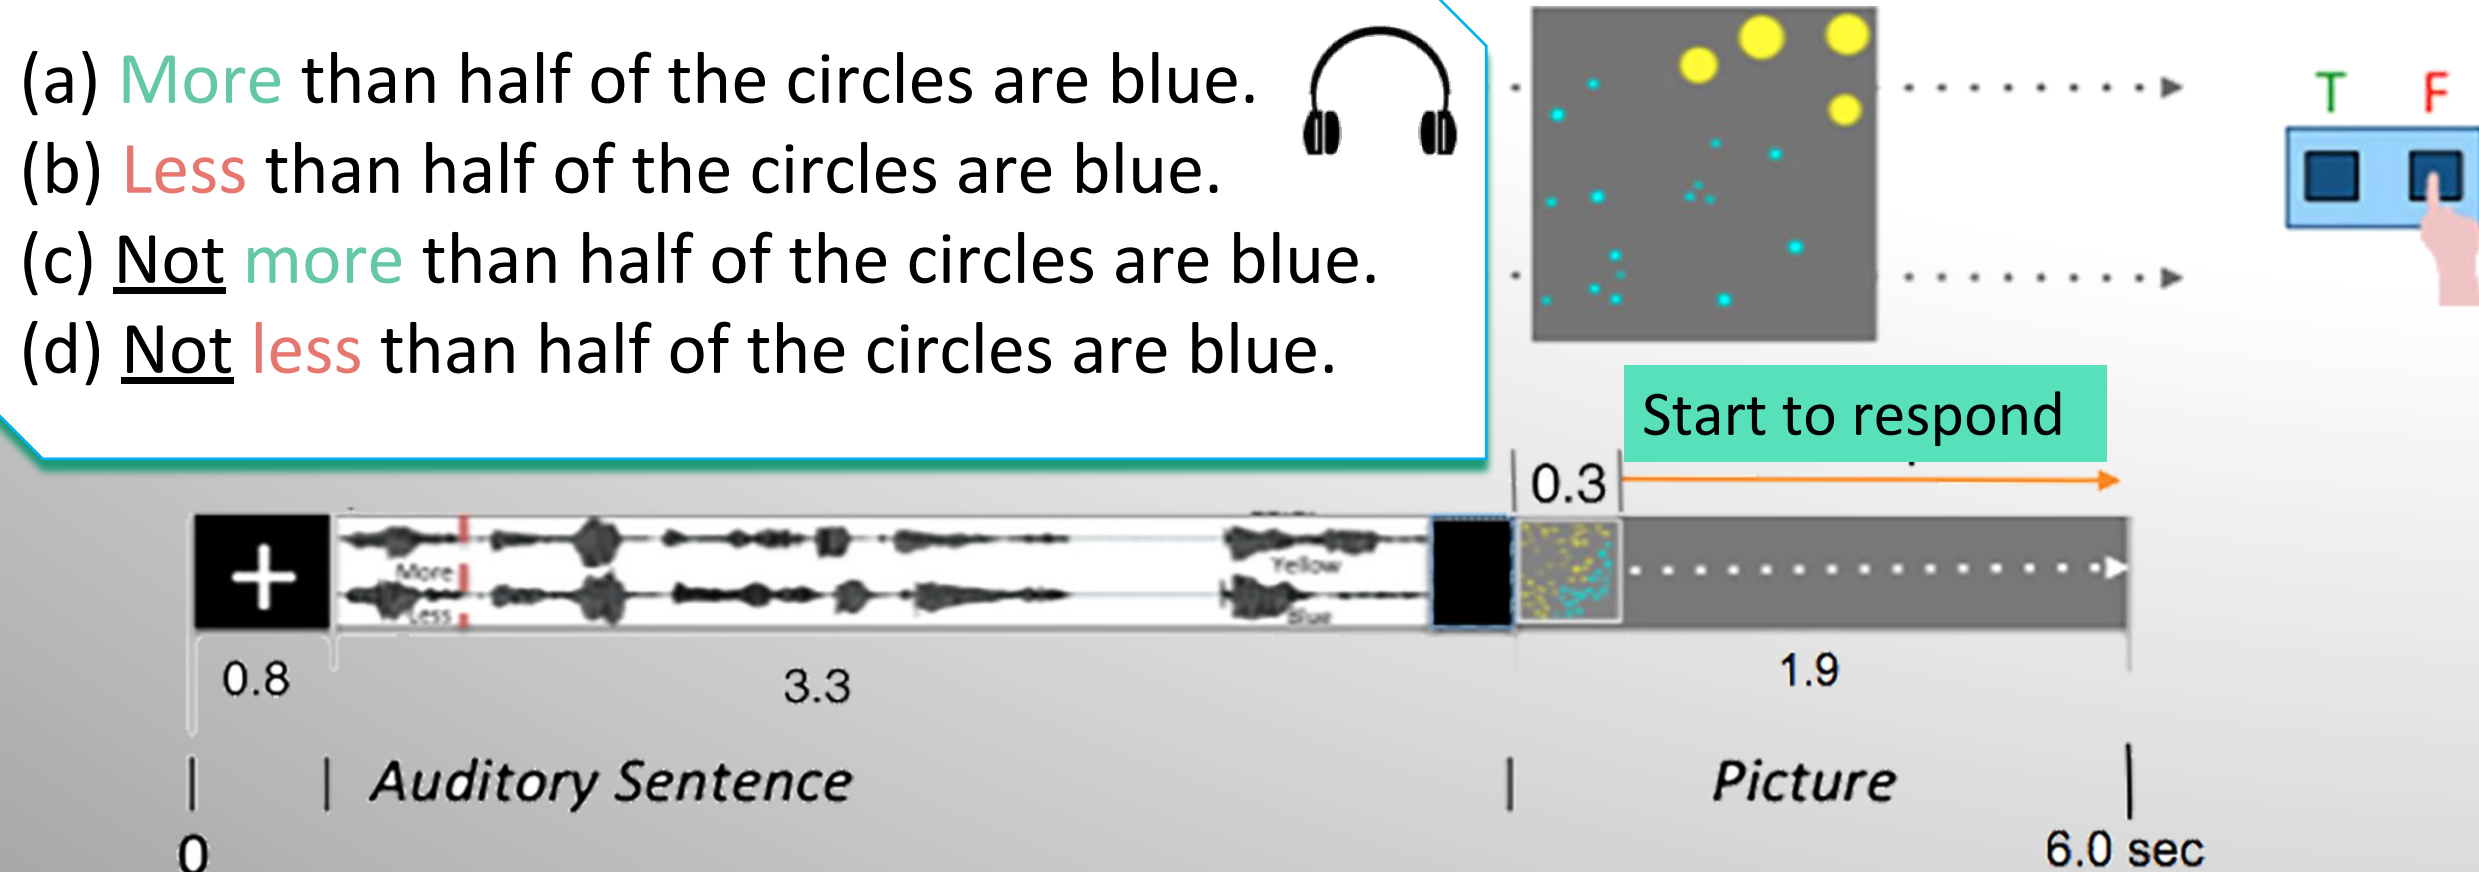 (a) More than half of the circles are blue.
(b) Less than half of the circles are blue.
(c) Not more than half of the circles are blue.
(d) Not less than half of the circles are blue.
T F
Start to respond
0.3
More
Less
Yellow
Blue
0.8
3.3
1.9
Auditory Sentence
Picture
0
6.0 sec